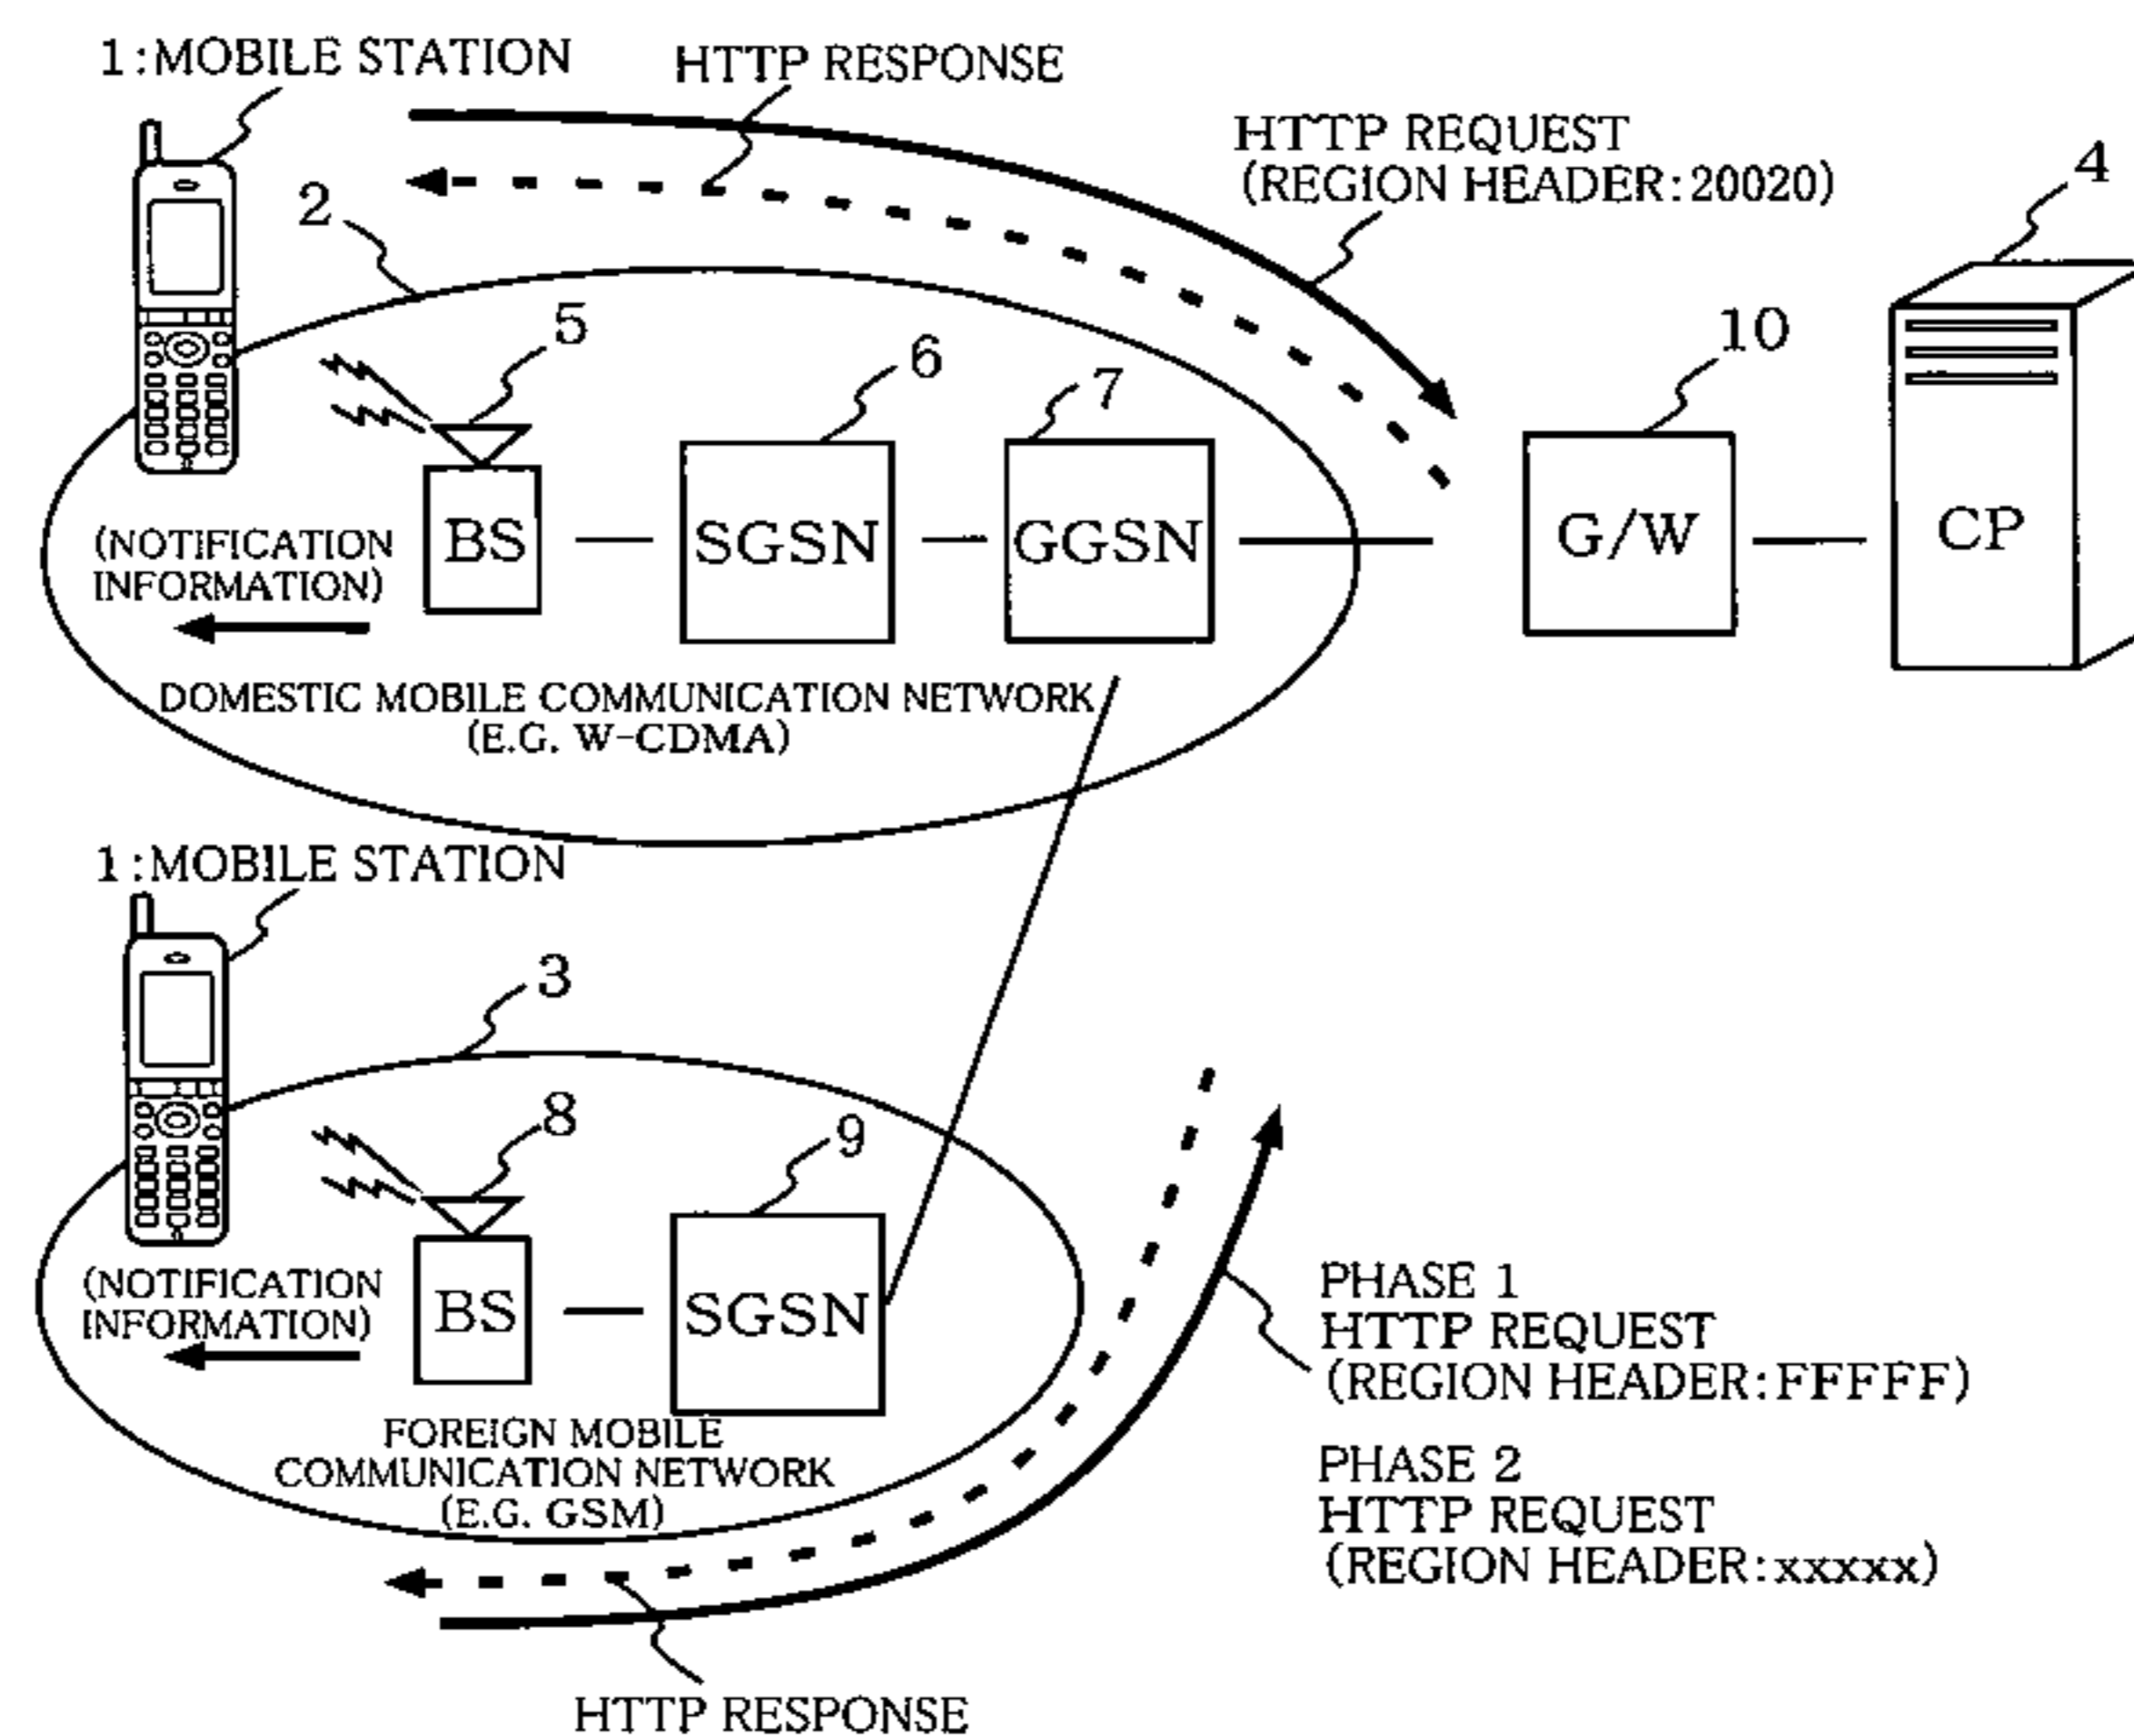 1:MOBILE STATION
HTTP RESPONSE
HTTP REQUEST
(REGION HEADER:20020)
4
2
5
6
7
10
BS
SGSN
GGSN
G/W
CP
(NOTIFICATION
INFORMATION)
DOMESTIC MOBILE COMMUNICATION NETWORK
(E.G. W-CDMA)
1:MOBILE STATION
3
8
9
BS
SGSN
(NOTIFICATION
INFORMATION)
FOREIGN MOBILE
COMMUNICATION NETWORK
(E.G. GSM)
PHASE 1
HTTP REQUEST
(REGION HEADER:FFFFF)
PHASE 2
HTTP REQUEST
(REGION HEADER:xxxxx)
HTTP RESPONSE